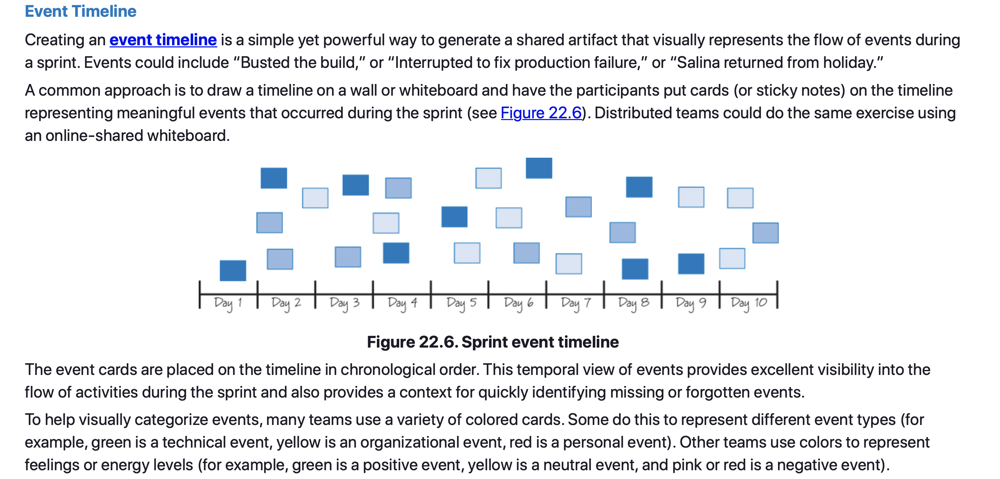 Event Timeline
Creating an event timeline is a simple yet powerful way to generate a shared artifact that visually represents the flow of events during
a sprint. Events could include “Busted the build,” or “Interrupted to fix production failure,” or “Salina returned from holiday.”
A common approach is to draw a timeline on a wall or whiteboard and have the participants put cards (or sticky notes) on the timeline
representing meaningful events that occurred during the sprint (see Figure 22.6). Distributed teams could do the same exercise using
an online-shared whiteboard.
Day 1 Day 2 Day 3 Day 4 Day 5 Day 6 Day 7 Day 8 Day 9 Day 10
Figure 22.6. Sprint event timeline
The event cards are placed on the timeline in chronological order. This temporal view of events provides excellent visibility into the
flow of activities during the sprint and also provides a context for quickly identifying missing or forgotten events.
To help visually categorize events, many teams use a variety of colored cards. Some do this to represent different event types (for
example, green is a technical event, yellow is an organizational event, red is a personal event). Other teams use colors to represent
feelings or energy levels (for example, green is a positive event, yellow is a neutral event, and pink or red is a negative event).